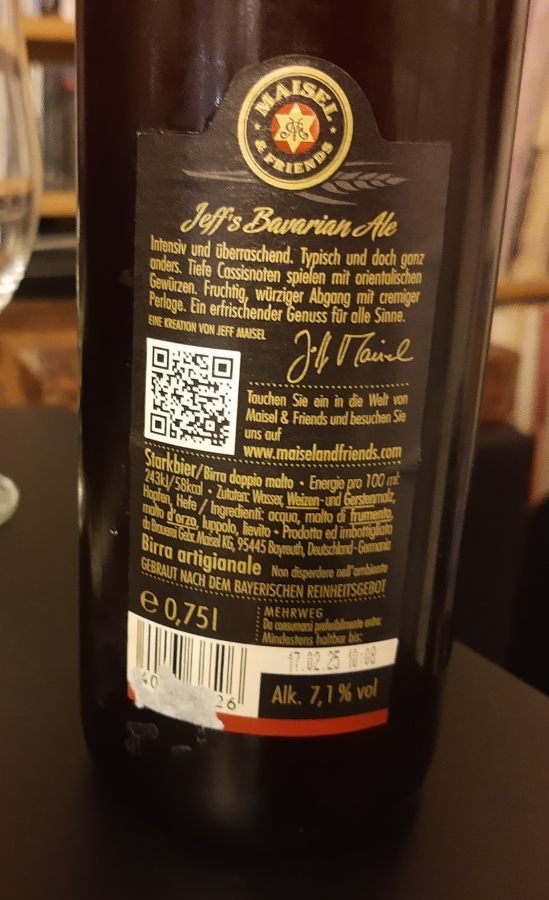 MAISEL
& FRIENDS
Jeff's Bavarian Ale
Intensiv und überraschend. Typisch und doch ganz
anders. Tiefe Cassisnoten spielen mit orientalischen
Gewürzen. Fruchtig, würziger Abgang mit cremiger
Perlage. Ein erfrischender Genuss für alle Sinne.
EINE KREATION VON JEFF MAISEL
Jeff Maisel
Tauchen Sie ein in die Welt von
Maisel & Friends und besuchen Sie
uns auf
www.maiselandfriends.com
Starkbier/Birra doppio malto • Energie pro 100 ml:
243kJ/58kcal • Zutaten: Wasser, Weizen- und Gerstenmalz,
Hopfen, Hefe / Ingredienti: acqua, malto di frumento,
malto d'orzo, luppolo, lievito • Prodotto ed imbottigliato
da Brauerei Gebr. Maisel KG, 95445 Bayreuth, Deutschland - Germania
Birra artigianale Non disperdere nell'ambiente
GEBRAUT NACH DEM BAYERISCHEN REINHEITSGEBOT
e 0,75l
MEHRWEG
Da consumarsi preferibilmente entro:
Mindestens haltbar bis:
17.02.25 10:08
40 26
Alk. 7,1 % vol